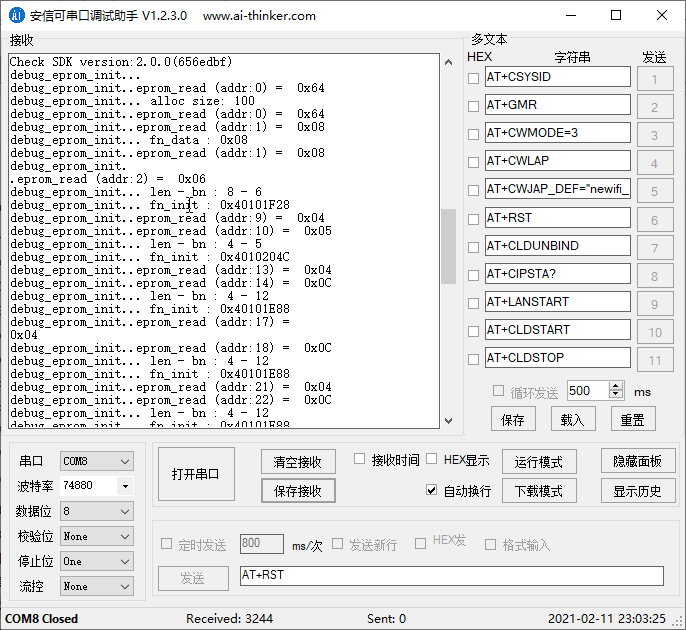 安信可串口调试助手 V1.2.3.0 www.ai-thinker.com
接收
Check SDK version:2.0.0(656edbf)
debug_eprom_init...
debug_eprom_init..eprom_read (addr:0) = 0x64
debug_eprom_init... alloc size: 100
debug_eprom_init..eprom_read (addr:0) = 0x64
debug_eprom_init..eprom_read (addr:1) = 0x08
debug_eprom_init... fn_data : 0x08
debug_eprom_init..eprom_read (addr:1) = 0x08
debug_eprom_init.
.eprom_read (addr:2) = 0x06
debug_eprom_init... len - bn : 8 - 6
debug_eprom_init... fn_init : 0x40101F28
debug_eprom_init..eprom_read (addr:9) = 0x04
debug_eprom_init..eprom_read (addr:10) = 0x05
debug_eprom_init... len - bn : 4 - 5
debug_eprom_init... fn_init : 0x4010204C
debug_eprom_init..eprom_read (addr:13) = 0x04
debug_eprom_init..eprom_read (addr:14) = 0x0C
debug_eprom_init... len - bn : 4 - 12
debug_eprom_init... fn_init : 0x40101E88
debug_eprom_init..eprom_read (addr:17) =
0x04
debug_eprom_init..eprom_read (addr:18) = 0x0C
debug_eprom_init... len - bn : 4 - 12
debug_eprom_init... fn_init : 0x40101E88
debug_eprom_init..eprom_read (addr:21) = 0x04
debug_eprom_init..eprom_read (addr:22) = 0x0C
debug_eprom_init... len - bn : 4 - 12
debug_eprom_init... fn_init : 0x40101E88
多文本
HEX 字符串 发送
AT+CSYSID 1
AT+GMR 2
AT+CWMODE=3 3
AT+CWLAP 4
AT+CWJAP_DEF="newifi_ 5
AT+RST 6
AT+CLDUNBIND 7
AT+CIPSTA? 8
AT+LANSTART 9
AT+CLDSTART 10
AT+CLDSTOP 11
循环发送 500 ms
保存 载入 重置
串口 COM8
波特率 74880
数据位 8
校验位 None
停止位 One
流控 None
打开串口
清空接收 接收时间 HEX显示 运行模式 隐藏面板
保存接收 自动换行 下载模式 显示历史
定时发送 800 ms/次 发送新行 HEX发 格式输入
发送 AT+RST
COM8 Closed Received: 3244 Sent: 0 2021-02-11 23:03:25